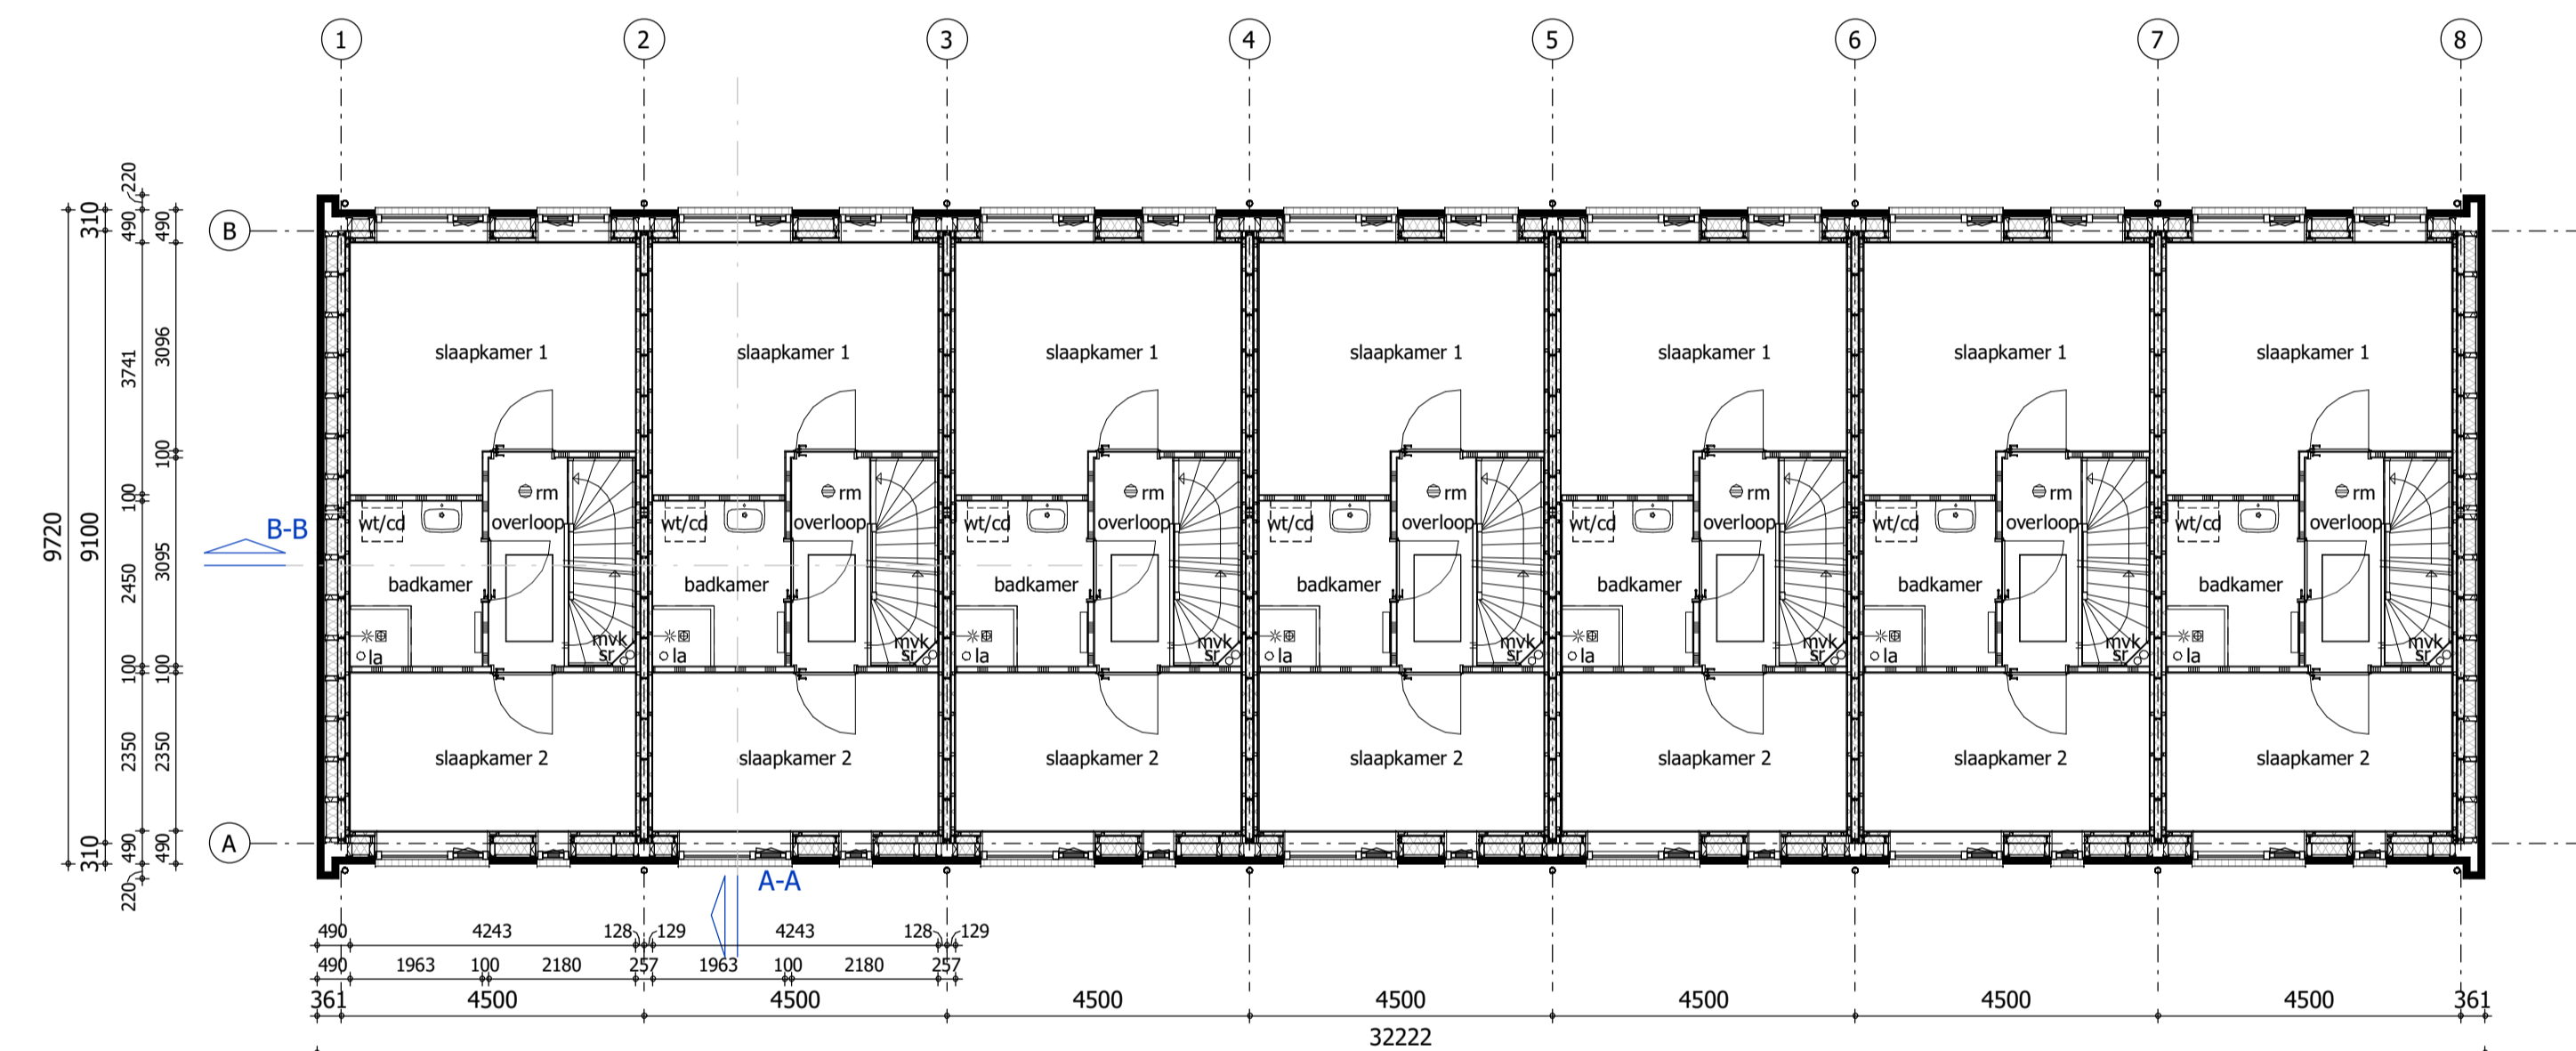 1 2 3 4 5 6 7 8
220
310 490 490
B
slaapkamer 1 slaapkamer 1 slaapkamer 1 slaapkamer 1 slaapkamer 1 slaapkamer 1 slaapkamer 1
9720 9100 3741 3096
100 100
rm rm rm rm rm rm rm
wt/cd overloop wt/cd overloop wt/cd overloop wt/cd overloop wt/cd overloop wt/cd overloop wt/cd overloop
B-B
2450 3095
badkamer badkamer badkamer badkamer badkamer badkamer badkamer
mvk mvk mvk mvk mvk mvk mvk
la sr la sr la sr la sr la sr la sr la sr
100 100
2350 2350
slaapkamer 2 slaapkamer 2 slaapkamer 2 slaapkamer 2 slaapkamer 2 slaapkamer 2 slaapkamer 2
A
310 490 490
220
A-A
490 4243 128 129 4243 128 129
490 1963 100 2180 257 1963 100 2180 257
361 4500 4500 4500 4500 4500 4500 4500 361
32222